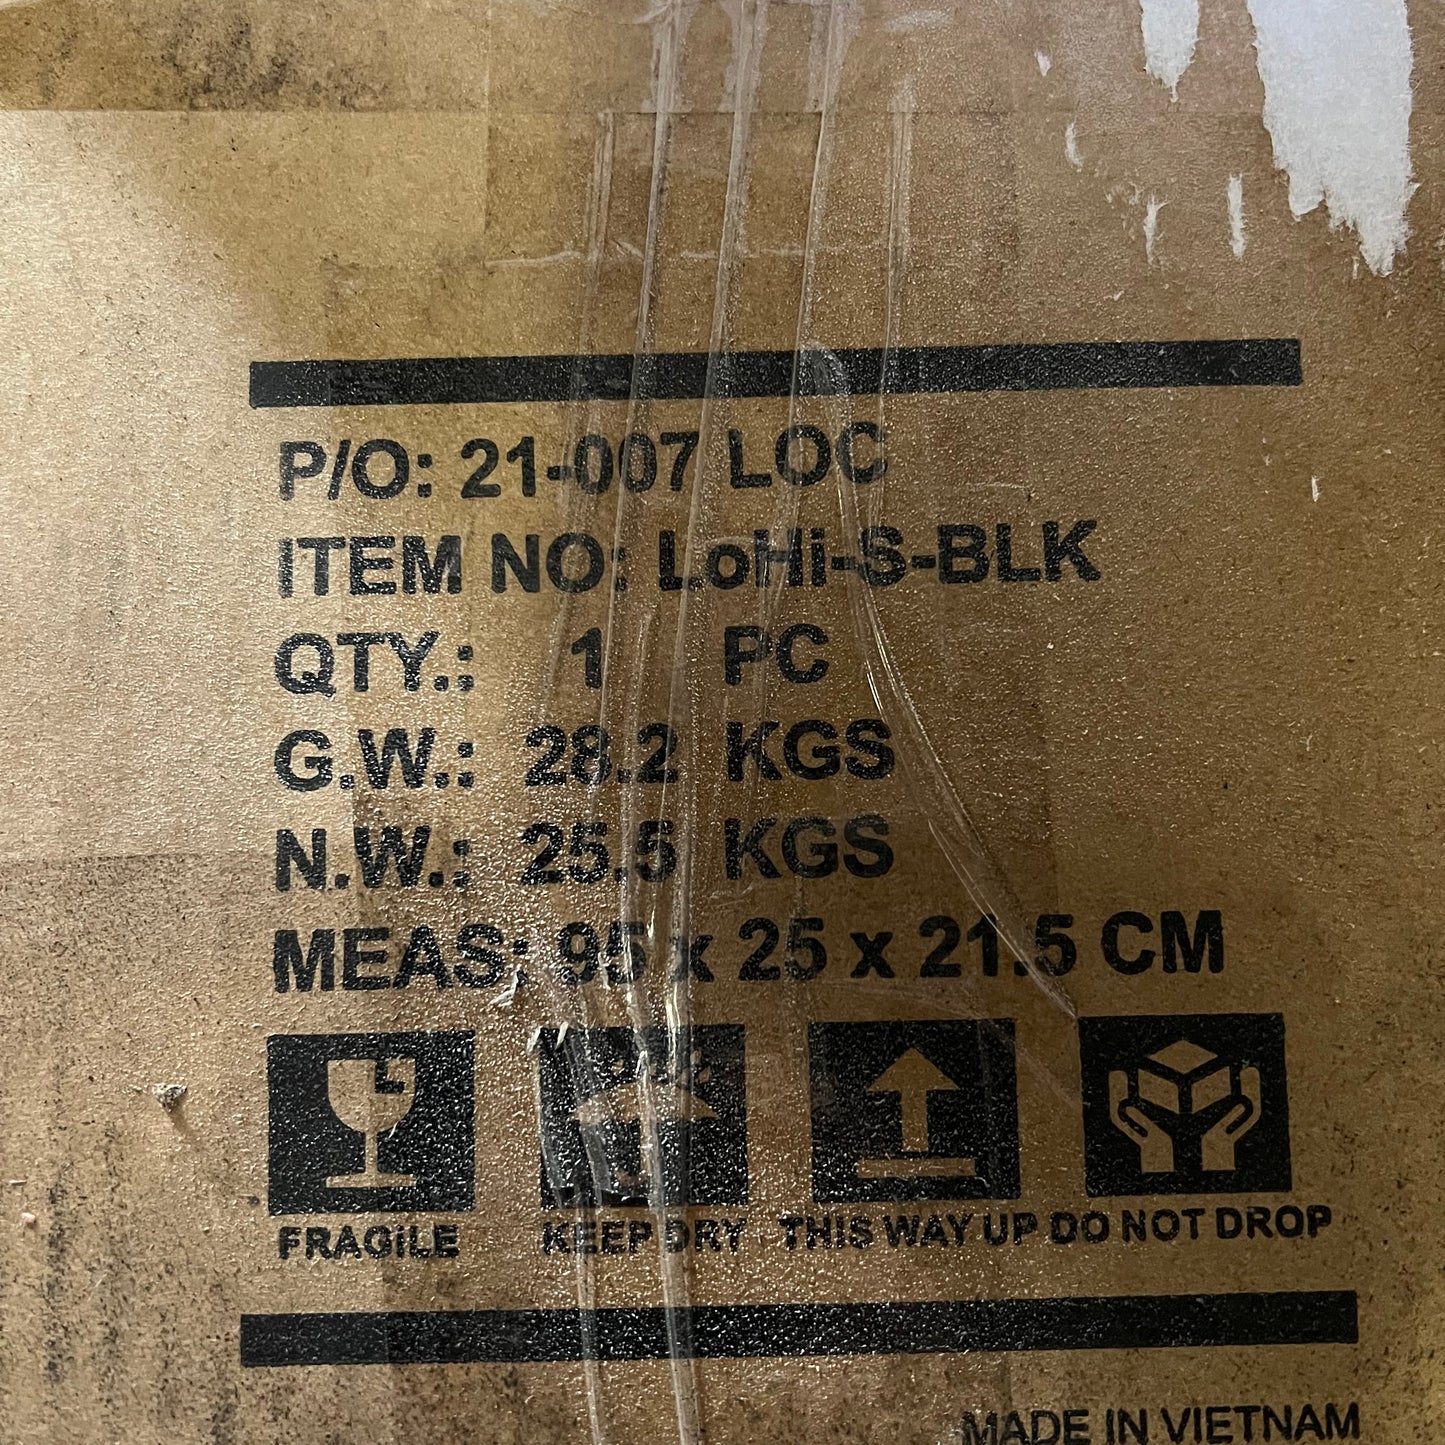 P/O: 21-007 LOC
ITEM NO: LoHi-S-BLK
QTY.: 1 PC
G.W.: 28.2 KGS
N.W.: 25.5 KGS
MEAS: 95 x 25 x 21.5 CM
FRAGiLE KEEP DRY THIS WAY UP DO NOT DROP
MADE IN VIETNAM